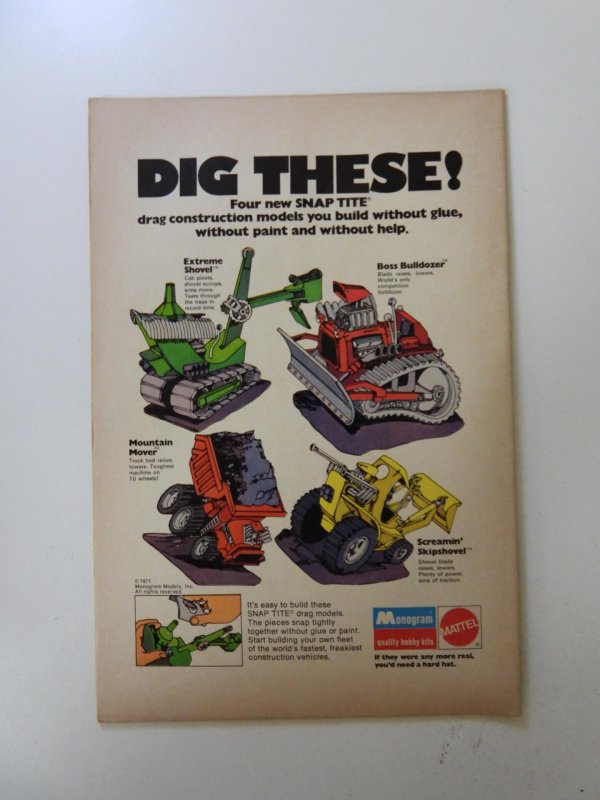 DIG THESE!
Four new SNAP TITE®
drag construction models you build without glue,
without paint and without help.
Extreme
Shovel™
Cab pivots,
shovel scoops,
arms move.
Tears through
the traps in
record time.
Boss Bulldozer™
Blade raises, lowers.
World's only
competition
bulldozer.
Mountain
Mover™
Truck bed raises,
lowers. Toughest
machine on
10 wheels!
Screamin'
Skipshovel™
Shovel blade
raises, lowers.
Plenty of power,
tons of traction.
© 1971
Monogram Models, Inc.
All rights reserved.
It's easy to build these
SNAP TITE® drag models.
The pieces snap tightly
together without glue or paint.
Start building your own fleet
of the world's fastest, freakiest
construction vehicles.
Monogram®
quality hobby kits
MATTEL®
If they were any more real,
you'd need a hard hat.